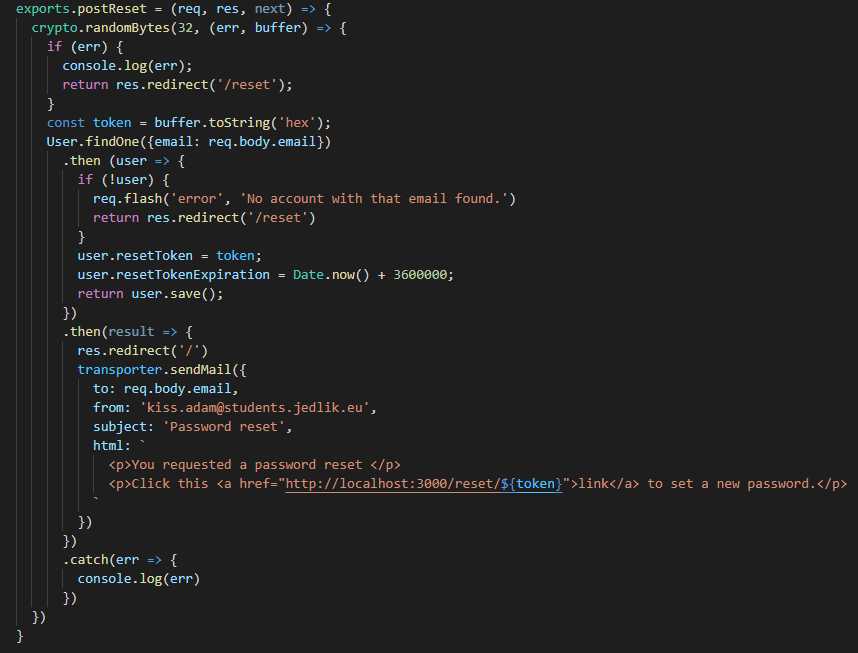 exports.postReset = (req, res, next) => {
  crypto.randomBytes(32, (err, buffer) => {
    if (err) {
      console.log(err);
      return res.redirect('/reset');
    }
    const token = buffer.toString('hex');
    User.findOne({email: req.body.email})
      .then (user => {
        if (!user) {
          req.flash('error', 'No account with that email found.')
          return res.redirect('/reset')
        }
        user.resetToken = token;
        user.resetTokenExpiration = Date.now() + 3600000;
        return user.save();
      })
      .then(result => {
        res.redirect('/')
        transporter.sendMail({
          to: req.body.email,
          from: 'kiss.adam@students.jedlik.eu',
          subject: 'Password reset',
          html: `
            <p>You requested a password reset </p>
            <p>Click this <a href="http://localhost:3000/reset/${token}">link</a> to set a new password.</p>
          `
        })
      })
      .catch(err => {
        console.log(err)
      })
  })
}